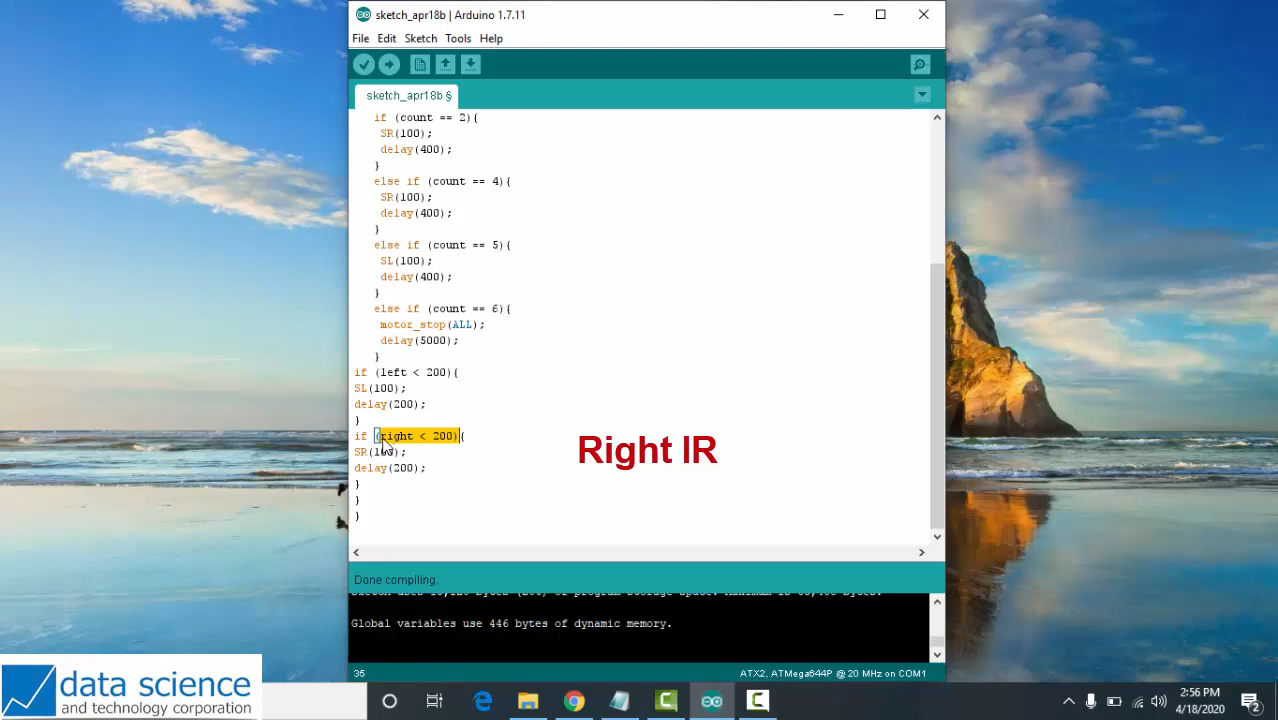 sketch_apr18b | Arduino 1.7.11
File Edit Sketch Tools Help
sketch_apr18b §
if (count == 2){
SR(100);
delay(400);
}
else if (count == 4){
SR(100);
delay(400);
}
else if (count == 5){
SL(100);
delay(400);
}
else if (count == 6){
motor_stop(ALL);
delay(5000);
}
if (left < 200){
SL(100);
delay(200);
}
if (right < 200){
SR(100);
delay(200);
}
}
}
Right IR
Done compiling.
Global variables use 446 bytes of dynamic memory.
35
ATX2, ATMega644P @ 20 MHz on COM1
data science
and technology corporation
2:56 PM
4/18/2020
2